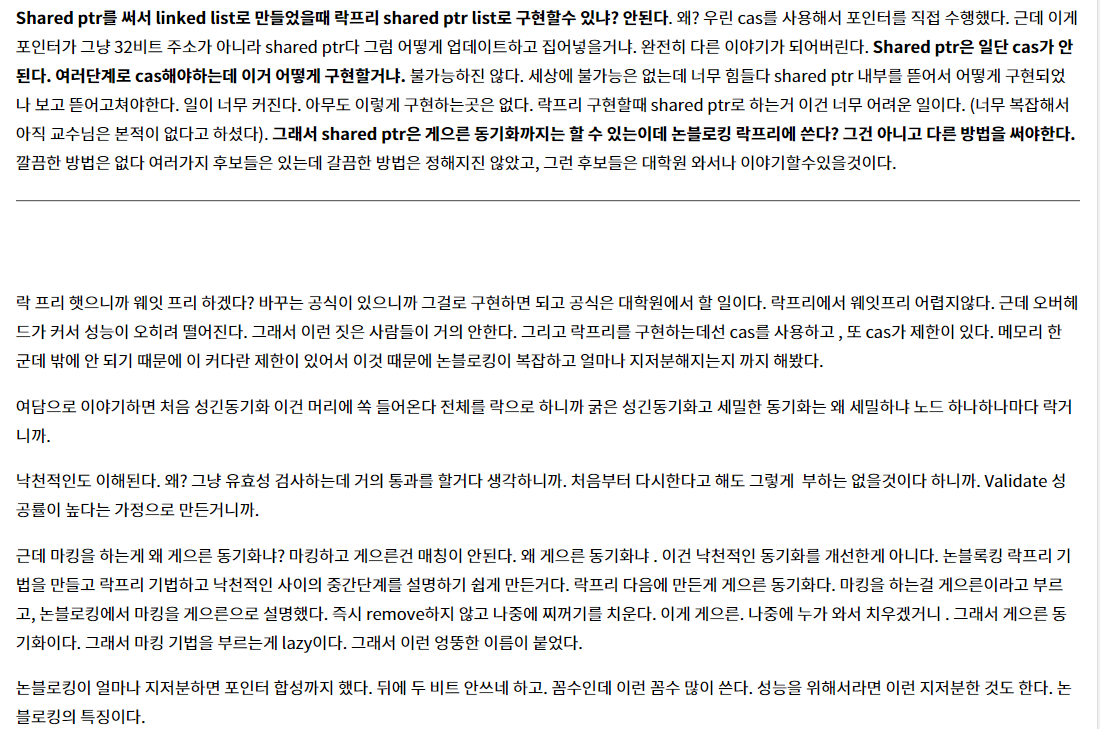 Shared ptr를 써서 linked list로 만들었을때 락프리 shared ptr list로 구현할수 있냐? 안된다. 왜? 우린 cas를 사용해서 포인터를 직접 수행했다. 근데 이게
포인터가 그냥 32비트 주소가 아니라 shared ptr다 그럼 어떻게 업데이트하고 집어넣을거냐. 완전히 다른 이야기가 되어버린다. Shared ptr은 일단 cas가 안
된다. 여러단계로 cas해야하는데 이거 어떻게 구현할거냐. 불가능하진 않다. 세상에 불가능은 없는데 너무 힘들다 shared ptr 내부를 뜯어서 어떻게 구현되었
나 보고 뜯어고쳐야한다. 일이 너무 커진다. 아무도 이렇게 구현하는곳은 없다. 락프리 구현할때 shared ptr로 하는거 이건 너무 어려운 일이다. (너무 복잡해서
아직 교수님은 본적이 없다고 하셨다). 그래서 shared ptr은 게으른 동기화까지는 할 수 있는이데 논블로킹 락프리에 쓴다? 그건 아니고 다른 방법을 써야한다.
깔끔한 방법은 없다 여러가지 후보들은 있는데 갈끔한 방법은 정해지진 않았고, 그런 후보들은 대학원 와서나 이야기할수있을것이다.
락 프리 햇으니까 웨잇 프리 하겠다? 바꾸는 공식이 있으니까 그걸로 구현하면 되고 공식은 대학원에서 할 일이다. 락프리에서 웨잇프리 어렵지않다. 근데 오버헤
드가 커서 성능이 오히려 떨어진다. 그래서 이런 짓은 사람들이 거의 안한다. 그리고 락프리를 구현하는데선 cas를 사용하고 , 또 cas가 제한이 있다. 메모리 한
군데 밖에 안 되기 때문에 이 커다란 제한이 있어서 이것 때문에 논블로킹이 복잡하고 얼마나 지저분해지는지 까지 해봤다.
여담으로 이야기하면 처음 성긴동기화 이건 머리에 쏙 들어온다 전체를 락으로 하니까 굵은 성긴동기화고 세밀한 동기화는 왜 세밀하냐 노드 하나하나마다 락거
니까.
낙천적인도 이해된다. 왜? 그냥 유효성 검사하는데 거의 통과를 할거다 생각하니까. 처음부터 다시한다고 해도 그렇게 부하는 없을것이다 하니까. Validate 성
공률이 높다는 가정으로 만든거니까.
근데 마킹을 하는게 왜 게으른 동기화냐? 마킹하고 게으른건 매칭이 안된다. 왜 게으른 동기화냐 . 이건 낙천적인 동기화를 개선한게 아니다. 논블록킹 락프리 기
법을 만들고 락프리 기법하고 낙천적인 사이의 중간단계를 설명하기 쉽게 만든거다. 락프리 다음에 만든게 게으른 동기화다. 마킹을 하는걸 게으른이라고 부르
고, 논블로킹에서 마킹을 게으른으로 설명했다. 즉시 remove하지 않고 나중에 찌꺼기를 치운다. 이게 게으른. 나중에 누가 와서 치우겠거니 . 그래서 게으른 동
기화이다. 그래서 마킹 기법을 부르는게 lazy이다. 그래서 이런 엉뚱한 이름이 붙었다.
논블로킹이 얼마나 지저분하면 포인터 합성까지 했다. 뒤에 두 비트 안쓰네 하고. 꼼수인데 이런 꼼수 많이 쓴다. 성능을 위해서라면 이런 지저분한 것도 한다. 논
블로킹의 특징이다.